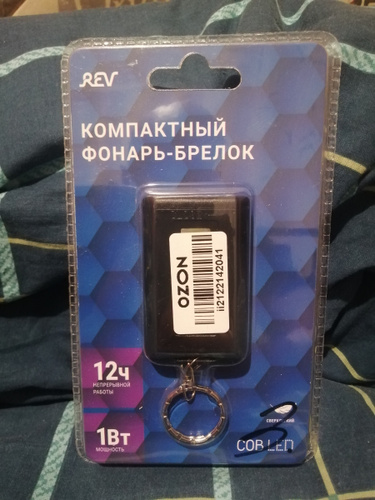 REV
КОМПАКТНЫЙ
ФОНАРЬ-БРЕЛОК
OZON
ii2122142041
12ч
НЕПРЕРЫВНОЙ
РАБОТЫ
1Вт
МОЩНОСТЬ
COB LED